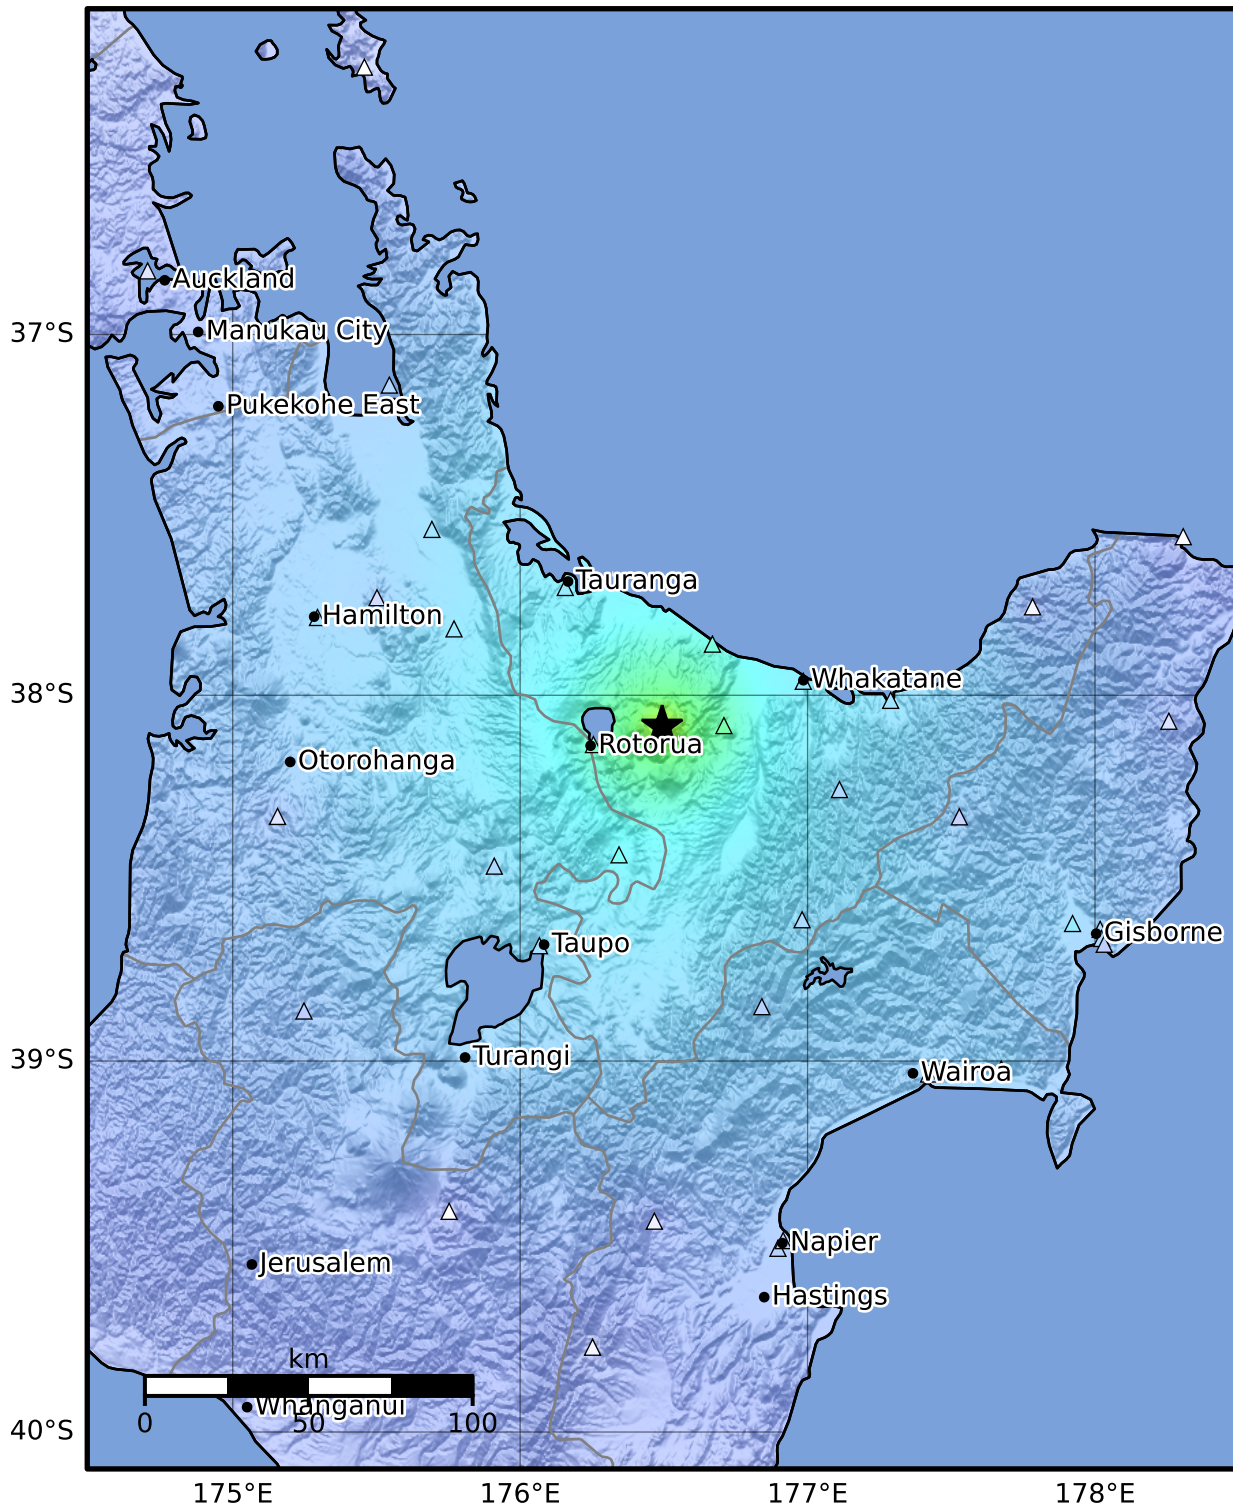 Auckland
37°S
Manukau City
Pukekohe East
Tauranga
Hamilton
Whakatane
38°S
Rotorua
Otorohanga
Gisborne
Taupo
39°S
Turangi
Wairoa
Napier
Jerusalem
Hastings
km
Whanganui
0 50 100
40°S
175°E 176°E 177°E 178°E